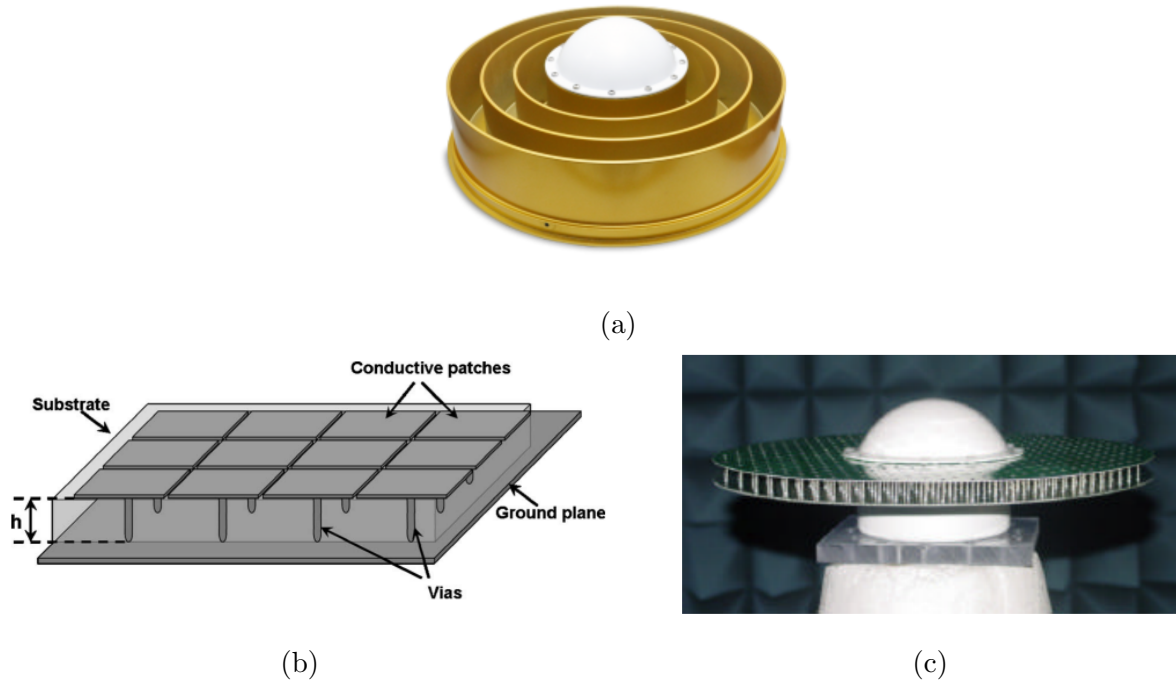 (a)
Conductive patches
Substrate
h
Ground plane
Vias
(b)
(c)